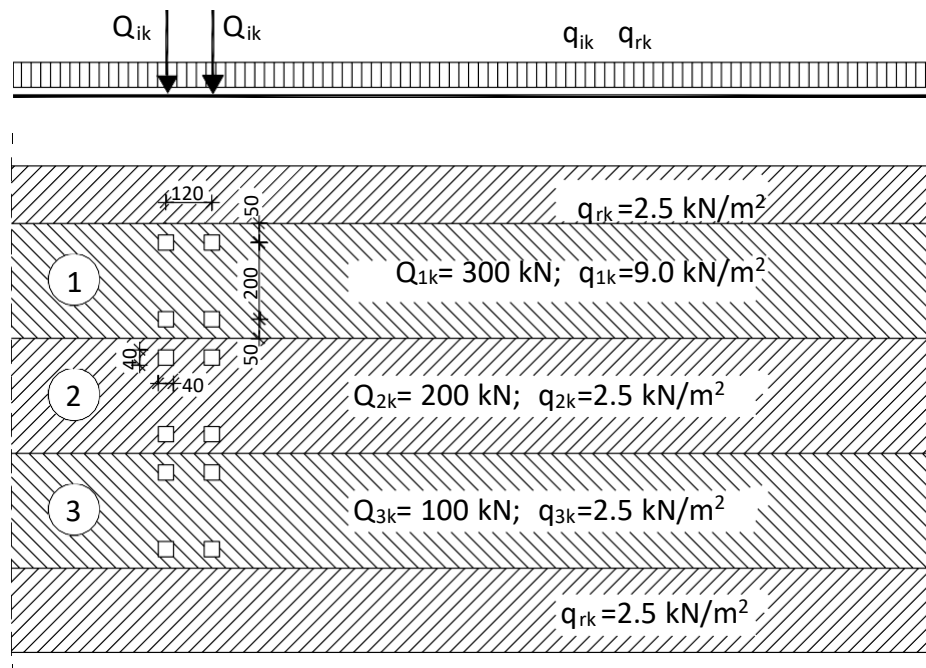 Qik Qik qik qrk
120
50
qrk =2.5 kN/m²
1
200
Q1k= 300 kN; q1k=9.0 kN/m²
50
40
40
2
Q2k= 200 kN; q2k=2.5 kN/m²
3
Q3k= 100 kN; q3k=2.5 kN/m²
qrk =2.5 kN/m²